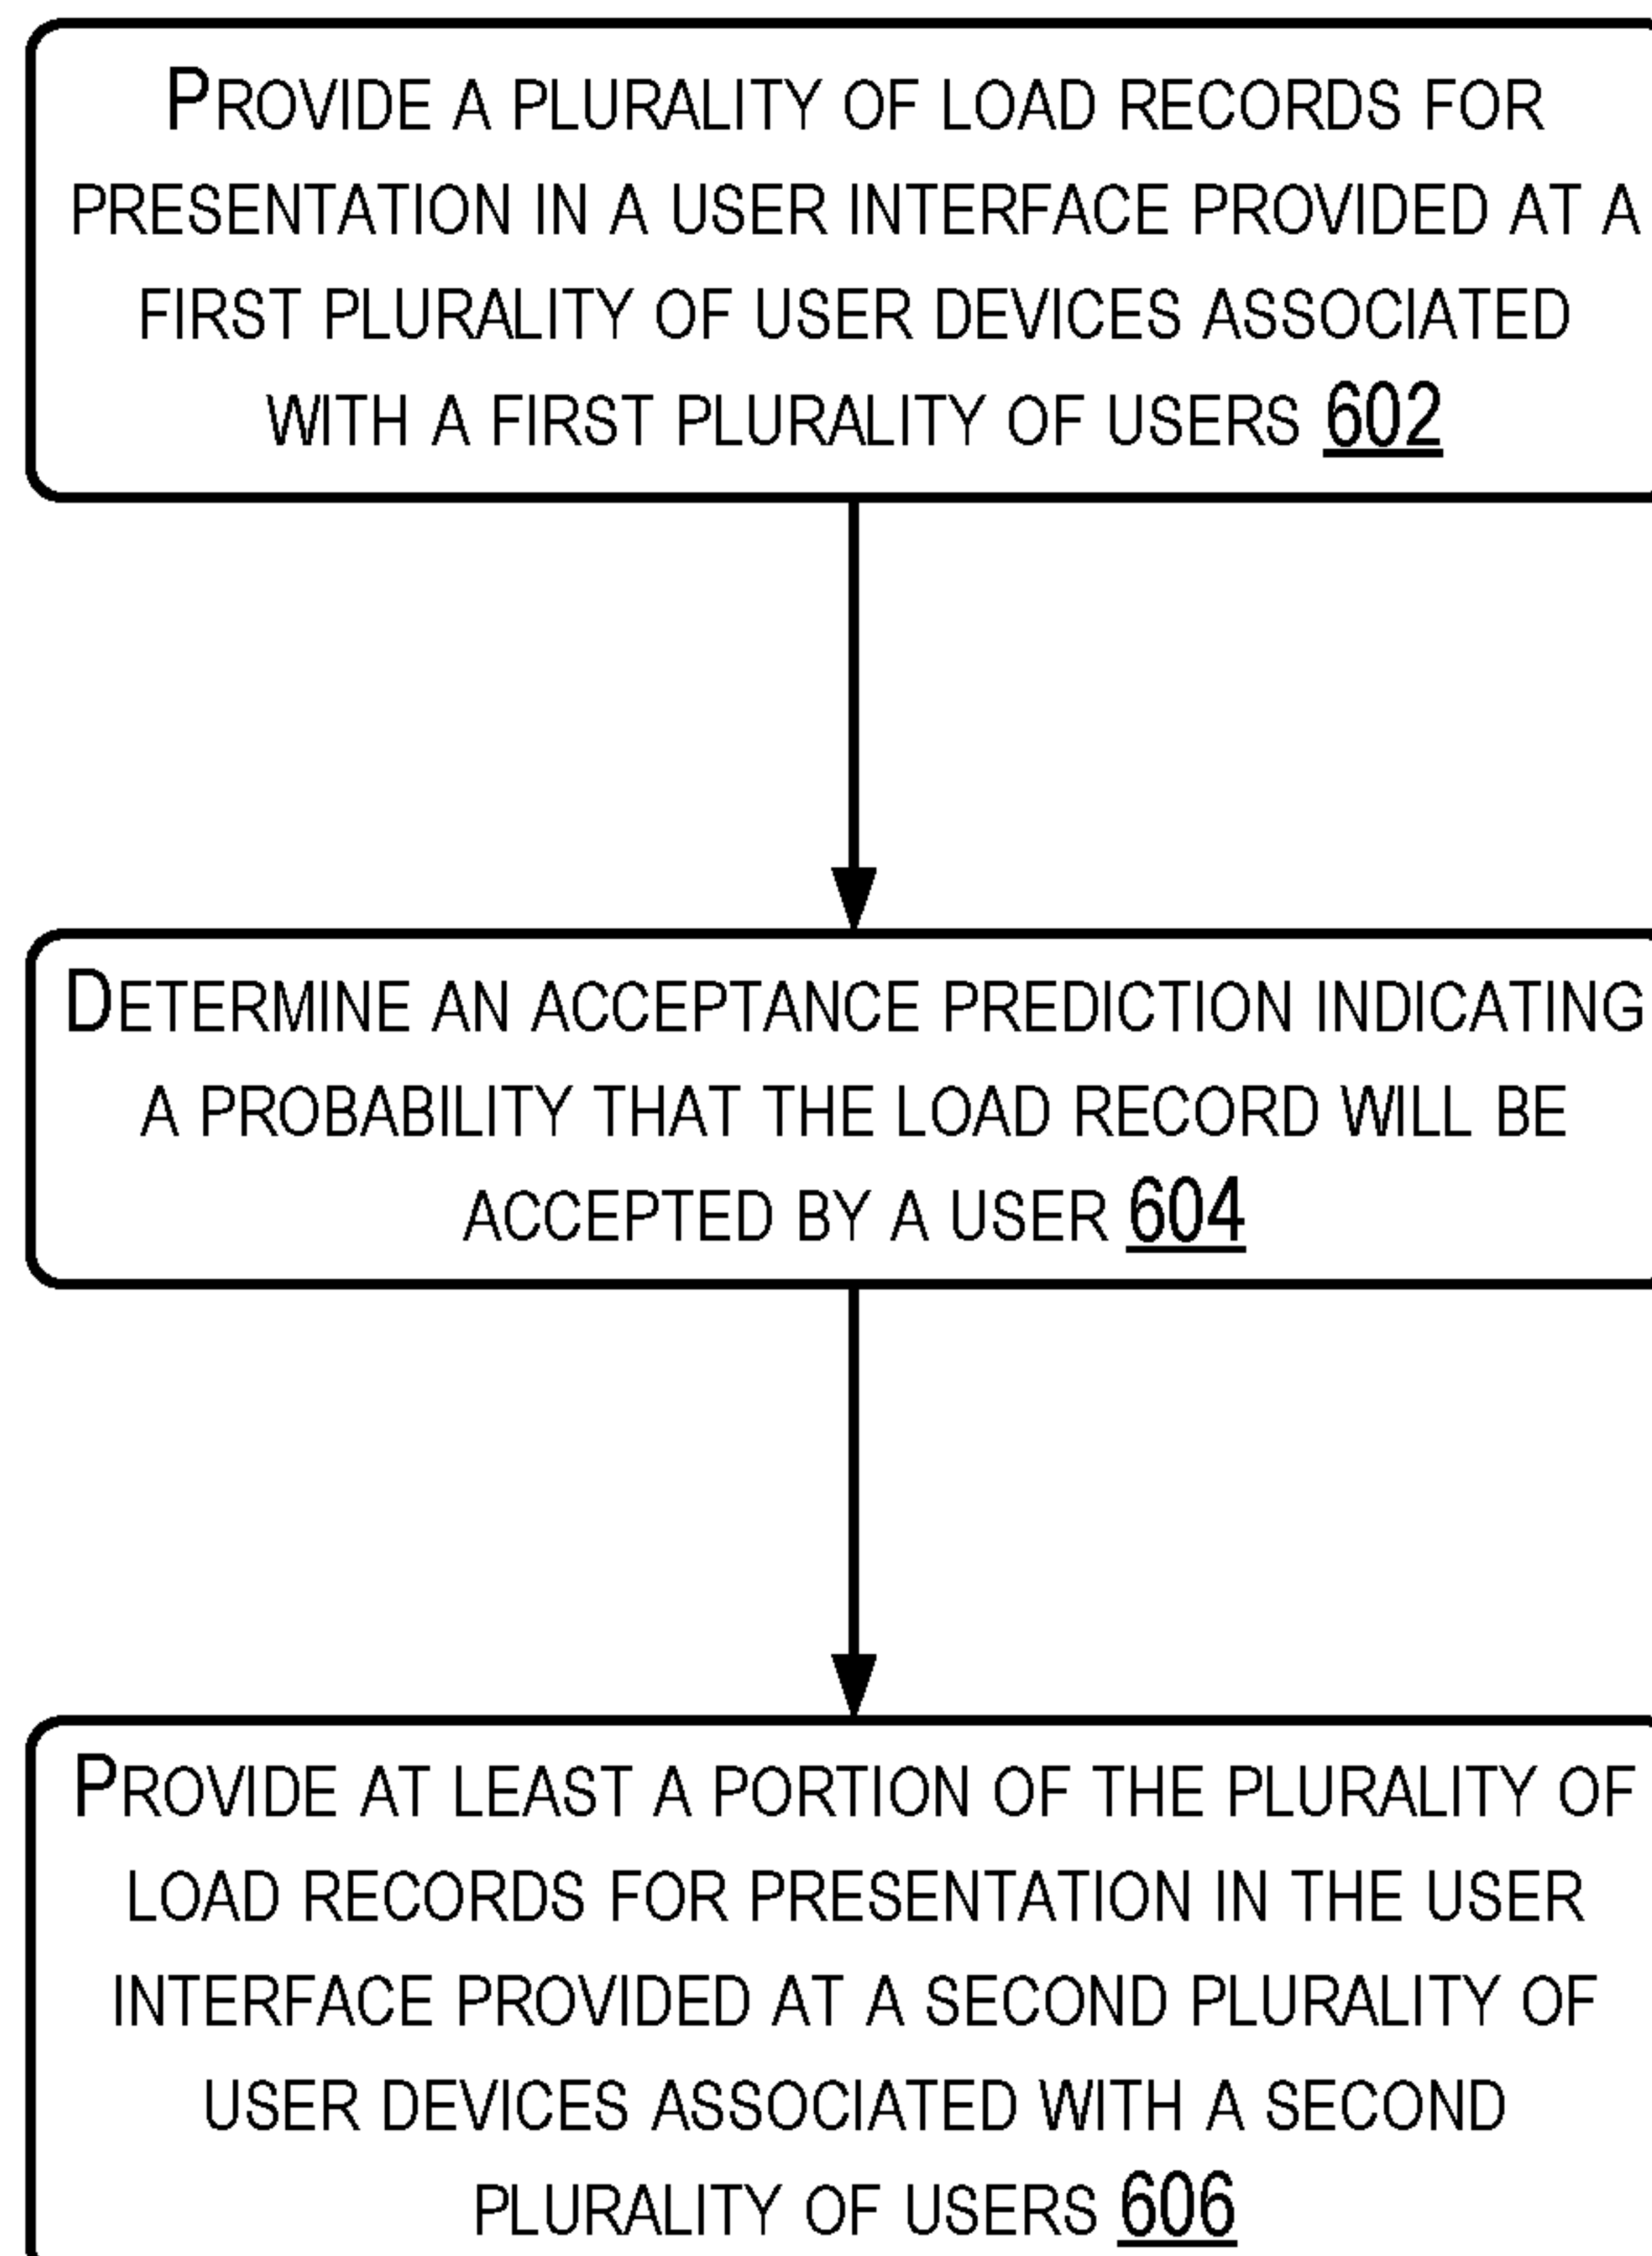 PROVIDE A PLURALITY OF LOAD RECORDS FOR
PRESENTATION IN A USER INTERFACE PROVIDED AT A
FIRST PLURALITY OF USER DEVICES ASSOCIATED
WITH A FIRST PLURALITY OF USERS 602
DETERMINE AN ACCEPTANCE PREDICTION INDICATING
A PROBABILITY THAT THE LOAD RECORD WILL BE
ACCEPTED BY A USER 604
PROVIDE AT LEAST A PORTION OF THE PLURALITY OF
LOAD RECORDS FOR PRESENTATION IN THE USER
INTERFACE PROVIDED AT A SECOND PLURALITY OF
USER DEVICES ASSOCIATED WITH A SECOND
PLURALITY OF USERS 606